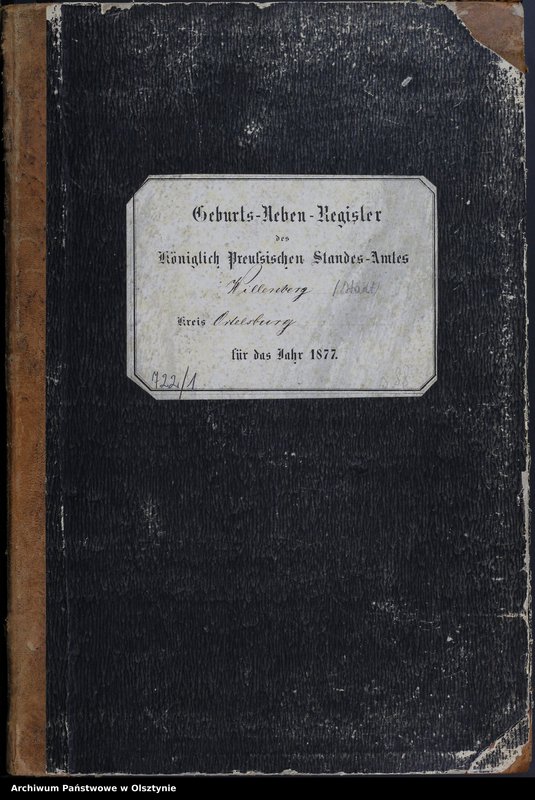 Geburts-Neben-Register
des
Königlich Preußischen Standes-Amtes
Willenberg (Stadt)
Kreis Ortelsburg
für das Jahr 1877.
722/1
Archiwum Państwowe w Olsztynie